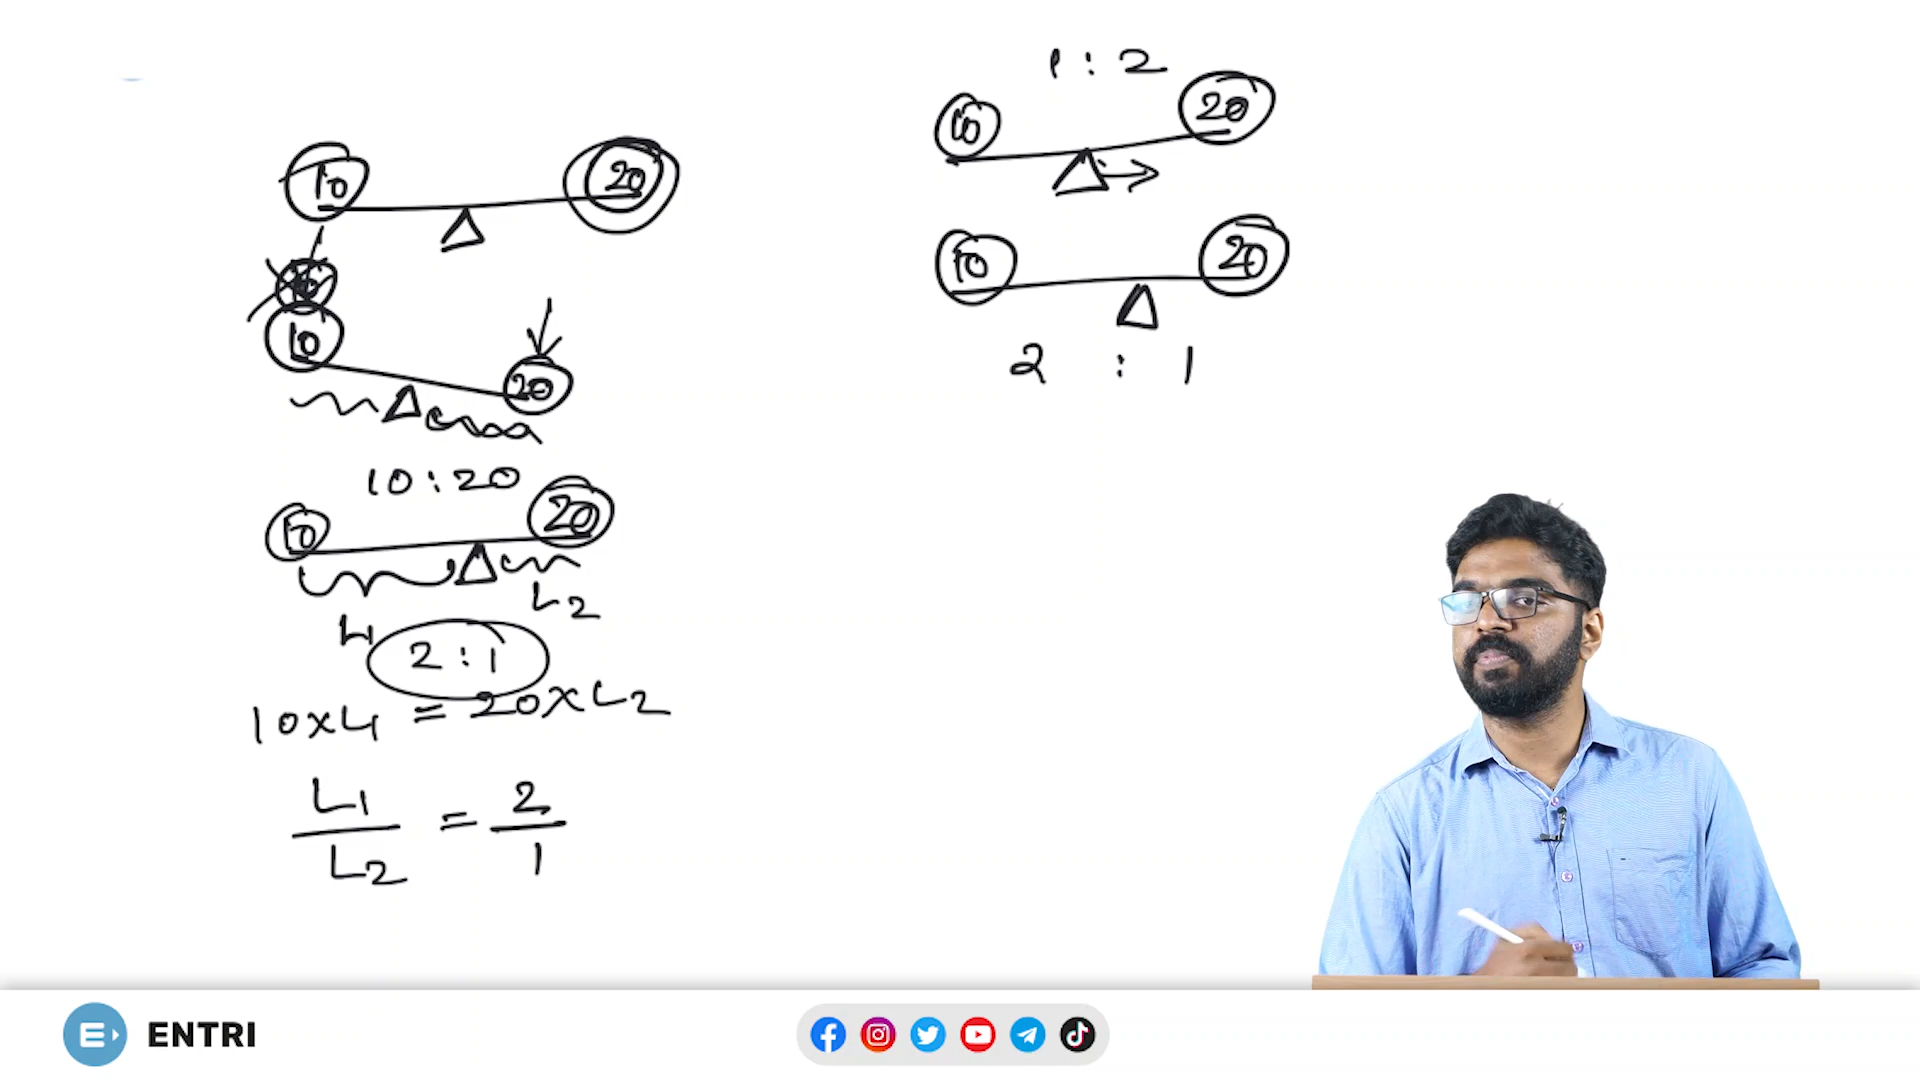 10 20
10
10 20
10 : 20
10 20
L1 L2
2 : 1
10 x L1 = 20 x L2
L1 / L2 = 2 / 1
1 : 2
10 20
10 20
2 : 1
E ENTRI